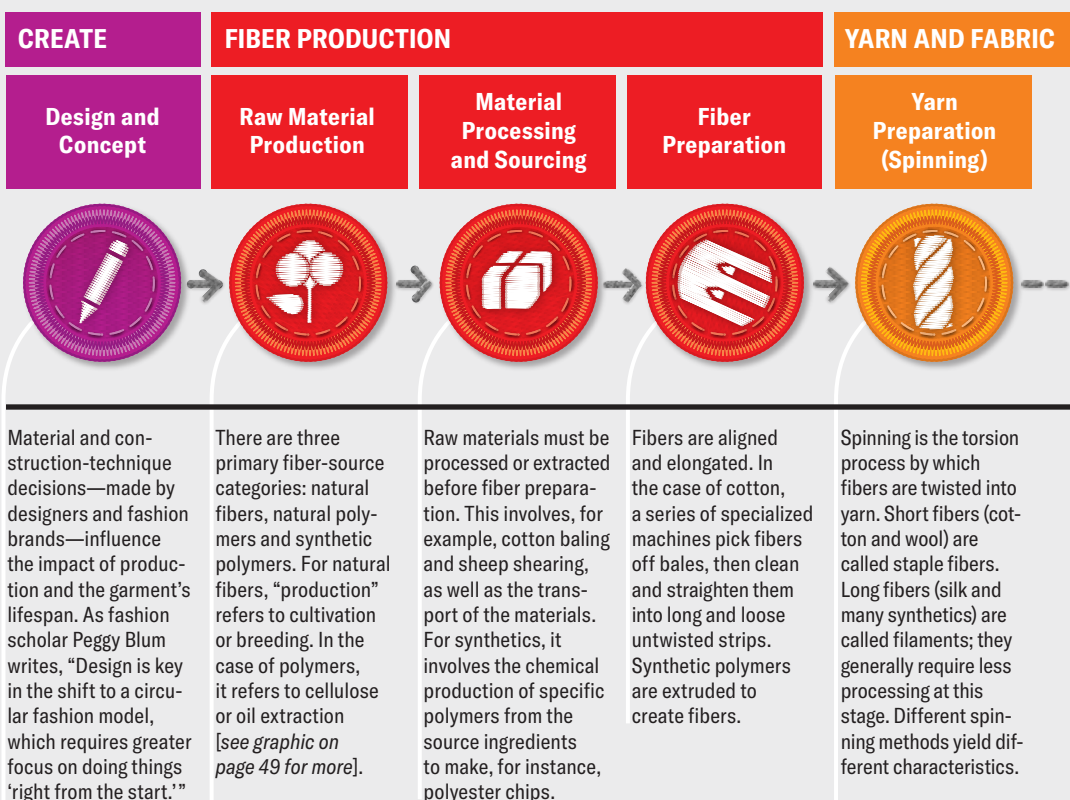 CREATE
FIBER PRODUCTION
YARN AND FABRIC
Design and
Concept
Raw Material
Production
Material
Processing
and Sourcing
Fiber
Preparation
Yarn
Preparation
(Spinning)
Material and con-
struction-technique
decisions—made by
designers and fashion
brands—influence
the impact of produc-
tion and the garment's
lifespan. As fashion
scholar Peggy Blum
writes, “Design is key
in the shift to a circu-
lar fashion model,
which requires greater
focus on doing things
‘right from the start.’”
There are three
primary fiber-source
categories: natural
fibers, natural poly-
mers and synthetic
polymers. For natural
fibers, “production”
refers to cultivation
or breeding. In the
case of polymers,
it refers to cellulose
or oil extraction
[see graphic on
page 49 for more].
Raw materials must be
processed or extracted
before fiber prepara-
tion. This involves, for
example, cotton baling
and sheep shearing,
as well as the trans-
port of the materials.
For synthetics, it
involves the chemical
production of specific
polymers from the
source ingredients
to make, for instance,
polyester chips.
Fibers are aligned
and elongated. In
the case of cotton,
a series of specialized
machines pick fibers
off bales, then clean
and straighten them
into long and loose
untwisted strips.
Synthetic polymers
are extruded to
create fibers.
Spinning is the torsion
process by which
fibers are twisted into
yarn. Short fibers (cot-
ton and wool) are
called staple fibers.
Long fibers (silk and
many synthetics) are
called filaments; they
generally require less
processing at this
stage. Different spin-
ning methods yield dif-
ferent characteristics.